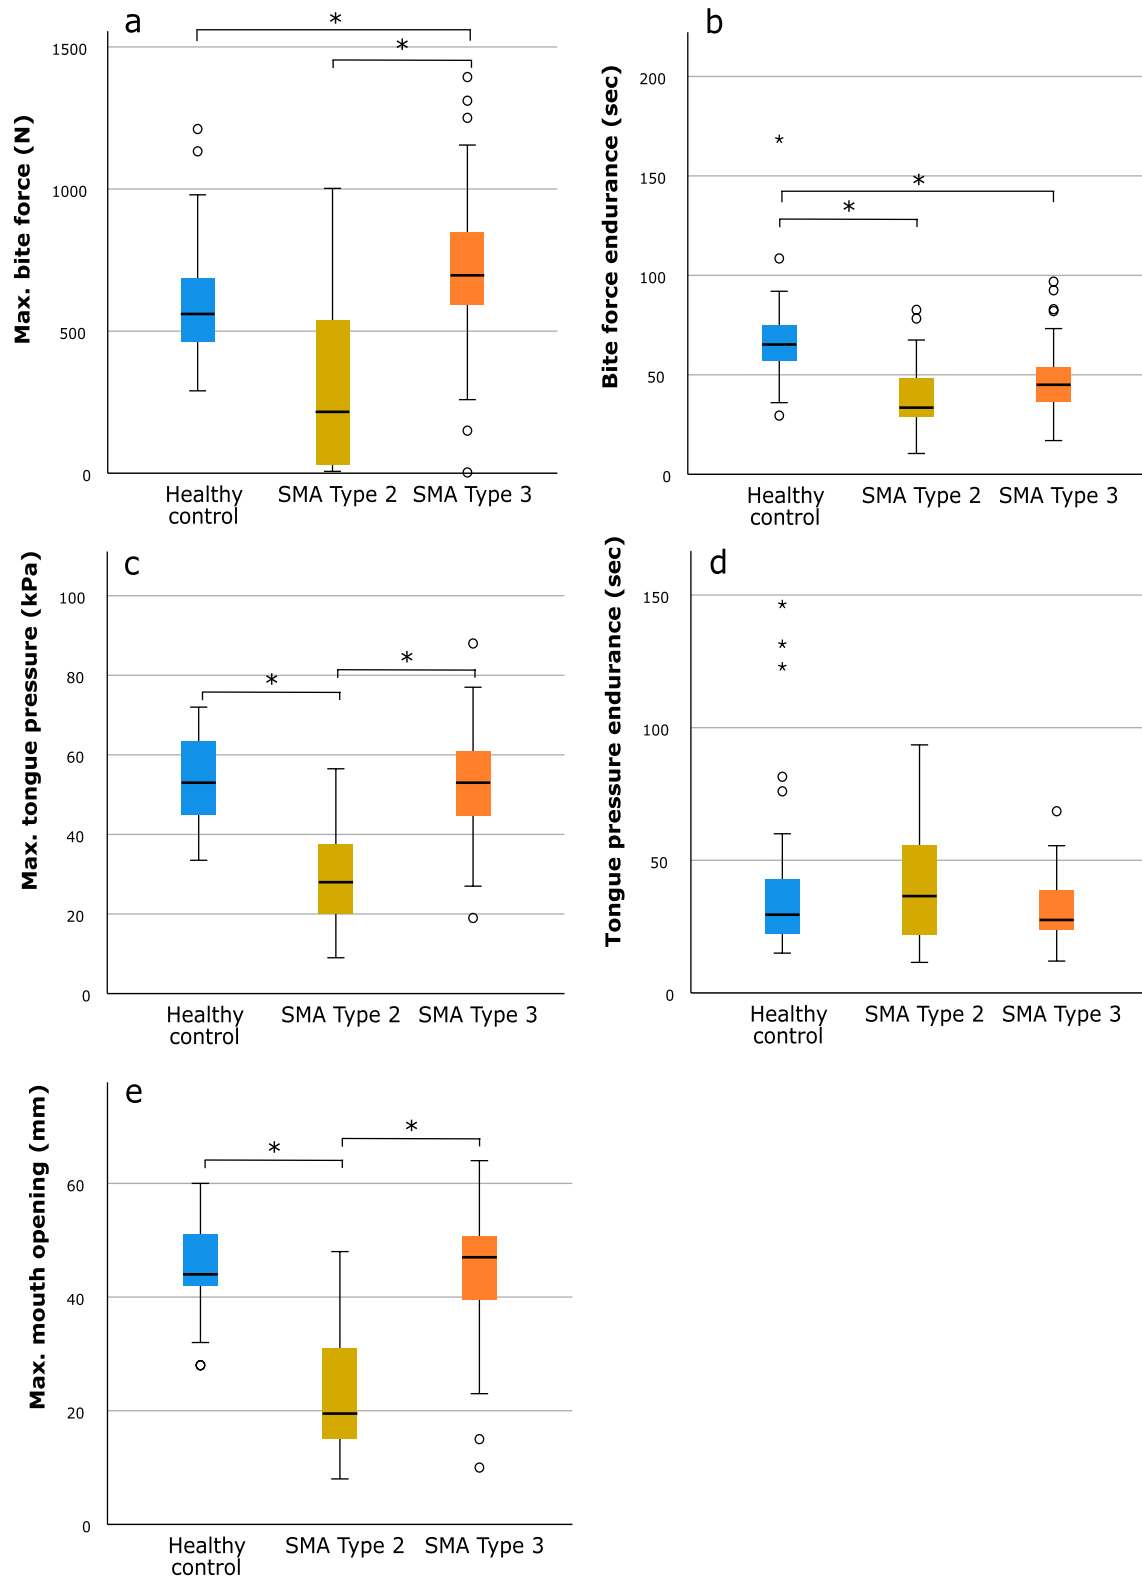 a
Max. bite force (N)
1500
1000
500
0
*
*
Healthy
control
SMA Type 2
SMA Type 3
b
Bite force endurance (sec)
200
150
100
50
0
*
*
*
Healthy
control
SMA Type 2
SMA Type 3
c
Max. tongue pressure (kPa)
100
80
60
40
20
0
*
*
Healthy
control
SMA Type 2
SMA Type 3
d
Tongue pressure endurance (sec)
150
100
50
0
*
*
*
Healthy
control
SMA Type 2
SMA Type 3
e
Max. mouth opening (mm)
60
40
20
0
*
*
Healthy
control
SMA Type 2
SMA Type 3